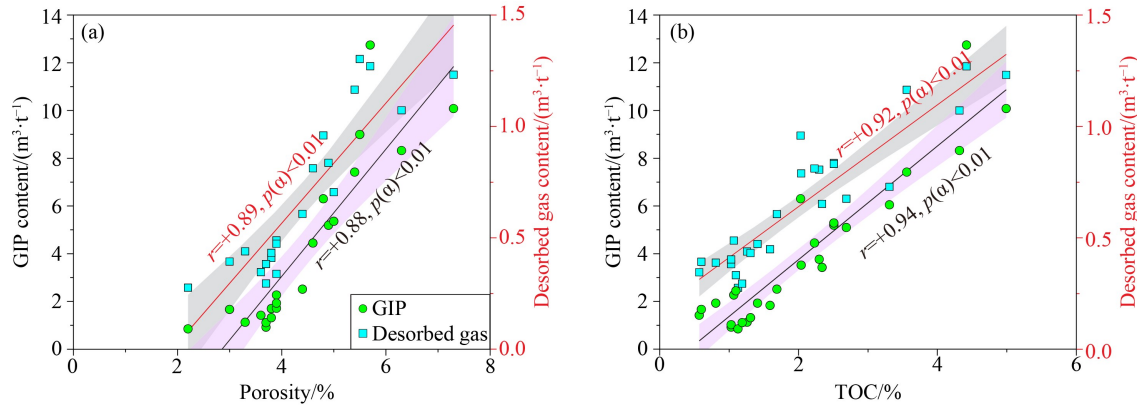 (a)
GIP content/(m³·t⁻¹)
14
12
10
8
6
4
2
0
r=+0.89, p(α)<0.01
r=+0.88, p(α)<0.01
GIP
Desorbed gas
0
2
4
6
8
Porosity/%
1.5
1.0
0.5
0.0
Desorbed gas content/(m³·t⁻¹)
(b)
GIP content/(m³·t⁻¹)
14
12
10
8
6
4
2
0
r=+0.92, p(α)<0.01
r=+0.94, p(α)<0.01
0
2
4
6
TOC/%
1.5
1.0
0.5
0.0
Desorbed gas content/(m³·t⁻¹)